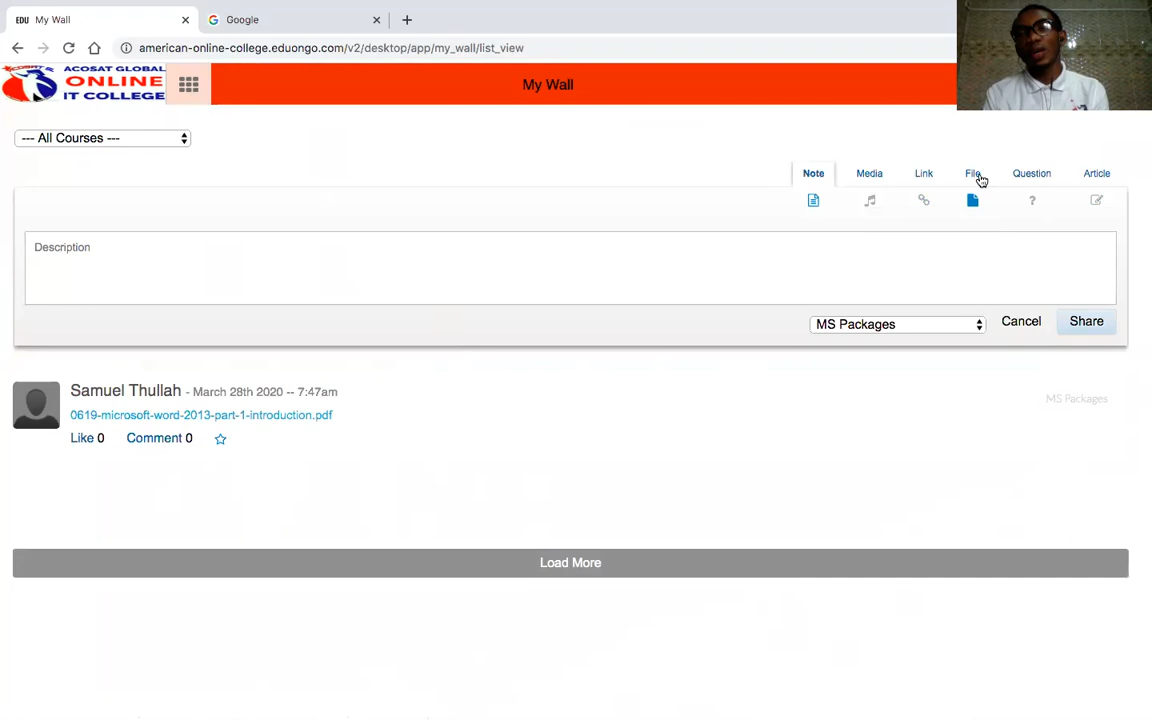 EDU My Wall
Google
american-online-college.eduongo.com/v2/desktop/app/my_wall/list_view
ACOSAT GLOBAL
ONLINE
IT COLLEGE
ACOSAT
My Wall
--- All Courses ---
Note Media Link File Question Article
Description
MS Packages Cancel Share
Samuel Thullah - March 28th 2020 -- 7:47am
MS Packages
0619-microsoft-word-2013-part-1-introduction.pdf
Like 0 Comment 0
Load More